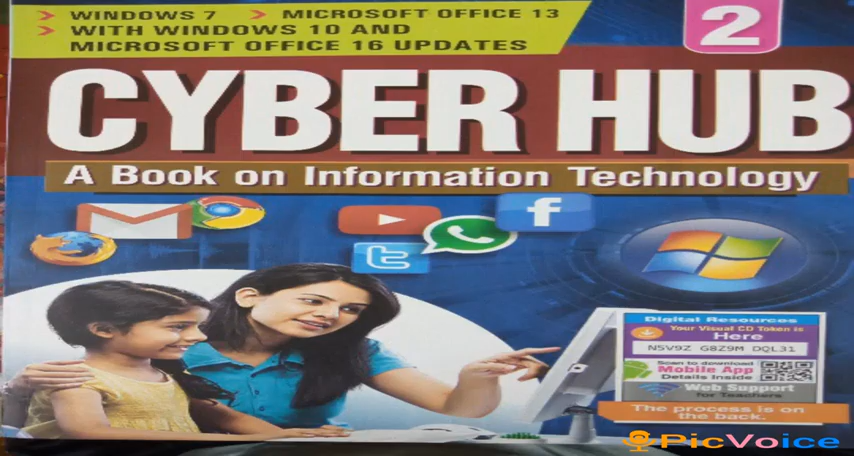 > WINDOWS 7 > MICROSOFT OFFICE 13
> WITH WINDOWS 10 AND
MICROSOFT OFFICE 16 UPDATES
2
CYBER HUB
A Book on Information Technology
Digital Resources
Your Visual CD Token is
Here
N5V9Z G8Z9M DQL31
Scan to download
Mobile App
Details Inside
Web Support
for Teachers
The process is on
the back.
PicVoice